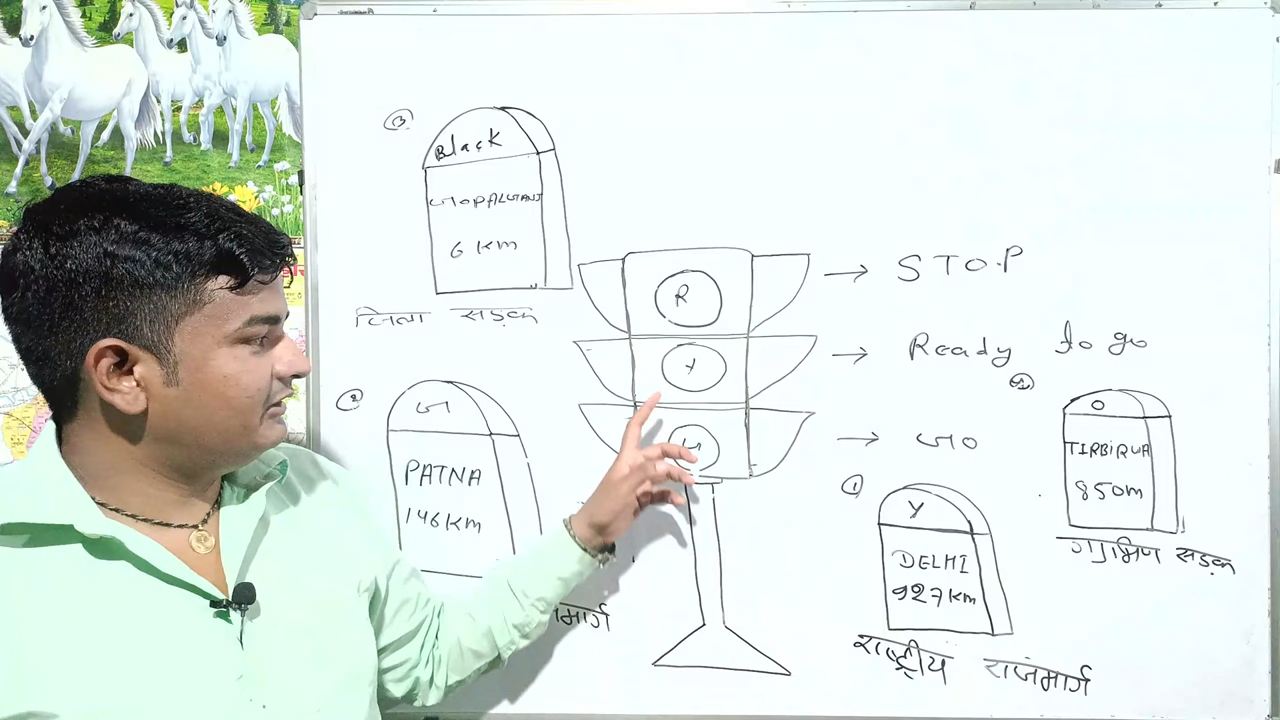 3
Black
GOPALGANJ
6 Km
जिला सड़क
R
→ STOP
Y
→ Ready to go
→ GO
2
G
PATNA
146 Km
मार्ग
1
Y
DELHI
927 Km
राष्ट्रीय राजमार्ग
4
O
TIRBIRVA
850m
ग्रामिण सड़क